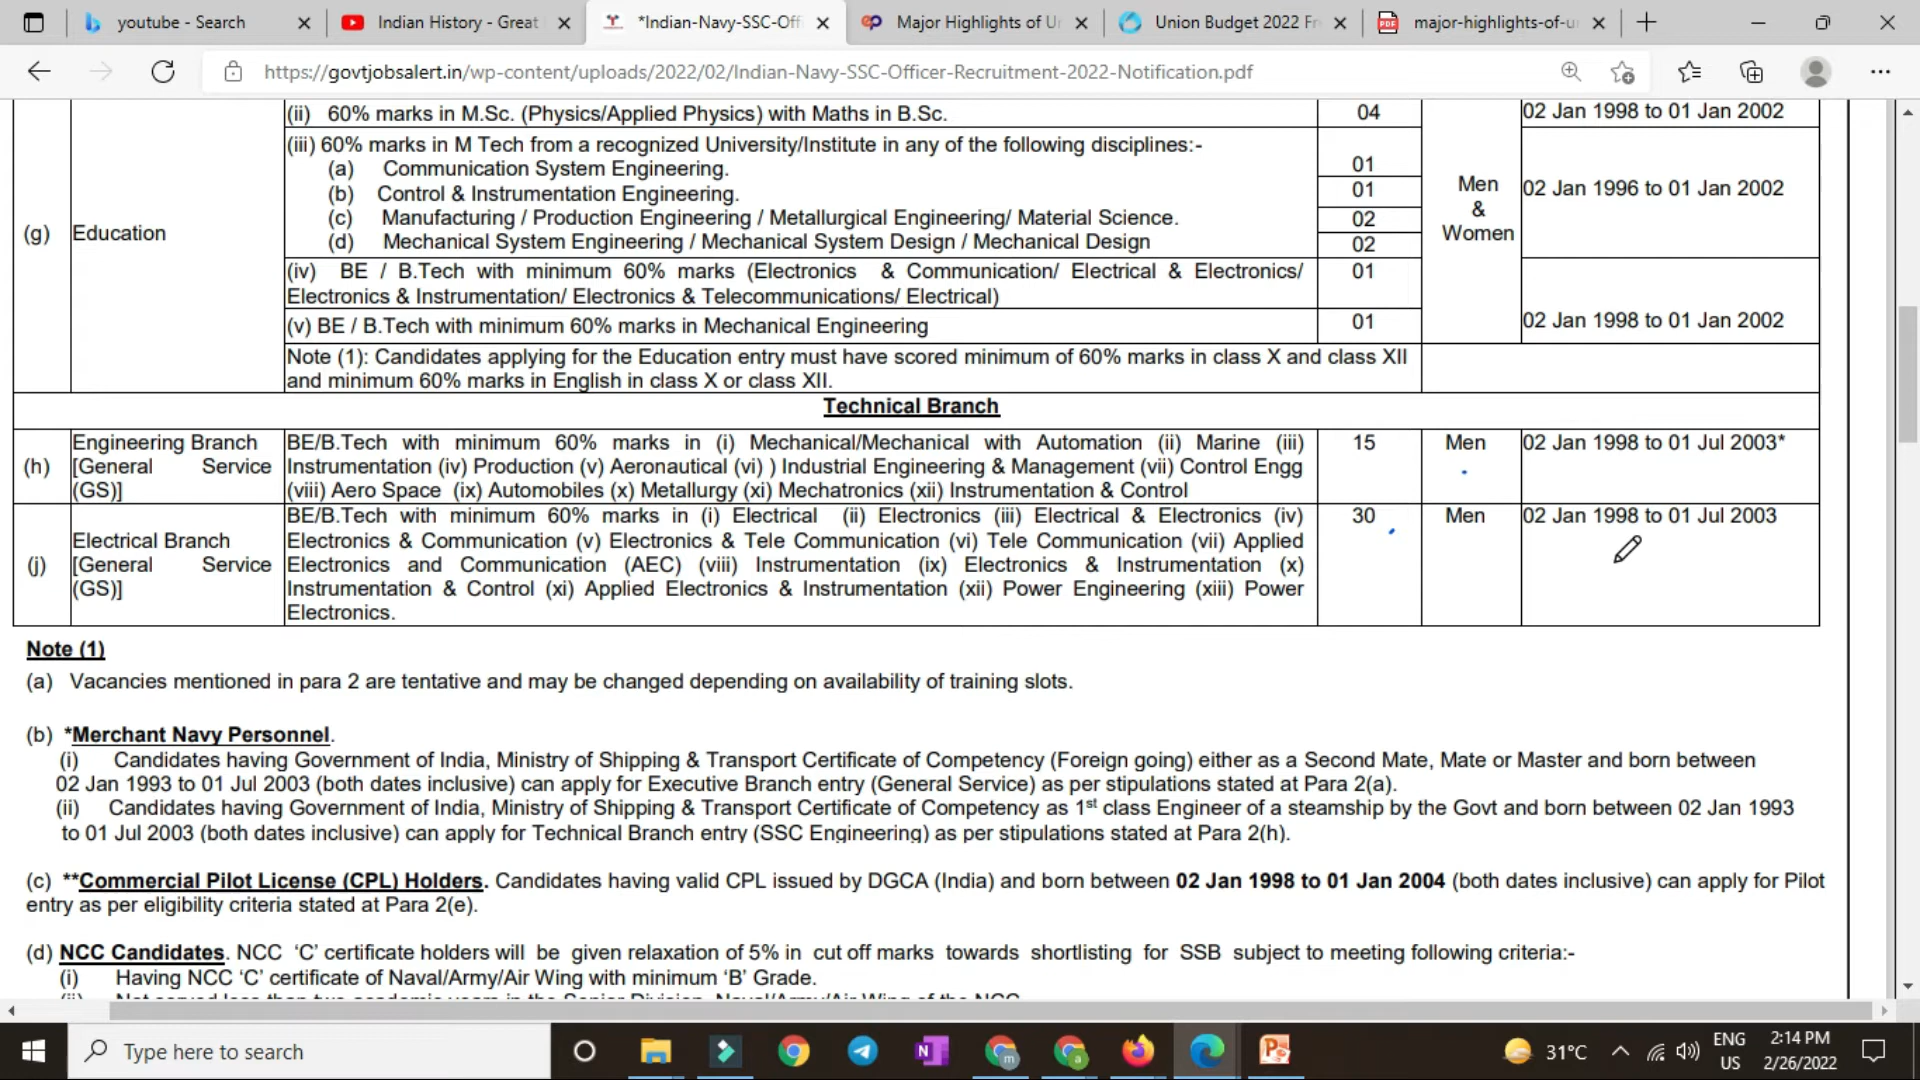 youtube - Search
Indian History - Great
*Indian-Navy-SSC-Off
Major Highlights of U
Union Budget 2022 Fr
major-highlights-of-u
https://govtjobsalert.in/wp-content/uploads/2022/02/Indian-Navy-SSC-Officer-Recruitment-2022-Notification.pdf
(ii) 60% marks in M.Sc. (Physics/Applied Physics) with Maths in B.Sc. 04 02 Jan 1998 to 01 Jan 2002
(g) Education
(iii) 60% marks in M Tech from a recognized University/Institute in any of the following disciplines:-
(a) Communication System Engineering. 01
(b) Control & Instrumentation Engineering. 01
(c) Manufacturing / Production Engineering / Metallurgical Engineering/ Material Science. 02
(d) Mechanical System Engineering / Mechanical System Design / Mechanical Design 02
Men
&
Women
02 Jan 1996 to 01 Jan 2002
(iv) BE / B.Tech with minimum 60% marks (Electronics & Communication/ Electrical & Electronics/ 01
Electronics & Instrumentation/ Electronics & Telecommunications/ Electrical)
(v) BE / B.Tech with minimum 60% marks in Mechanical Engineering 01 02 Jan 1998 to 01 Jan 2002
Note (1): Candidates applying for the Education entry must have scored minimum of 60% marks in class X and class XII
and minimum 60% marks in English in class X or class XII.
Technical Branch
(h)
Engineering Branch
[General Service
(GS)]
BE/B.Tech with minimum 60% marks in (i) Mechanical/Mechanical with Automation (ii) Marine (iii)
Instrumentation (iv) Production (v) Aeronautical (vi) ) Industrial Engineering & Management (vii) Control Engg
(viii) Aero Space (ix) Automobiles (x) Metallurgy (xi) Mechatronics (xii) Instrumentation & Control
15 Men 02 Jan 1998 to 01 Jul 2003*
(j)
Electrical Branch
[General Service
(GS)]
BE/B.Tech with minimum 60% marks in (i) Electrical (ii) Electronics (iii) Electrical & Electronics (iv)
Electronics & Communication (v) Electronics & Tele Communication (vi) Tele Communication (vii) Applied
Electronics and Communication (AEC) (viii) Instrumentation (ix) Electronics & Instrumentation (x)
Instrumentation & Control (xi) Applied Electronics & Instrumentation (xii) Power Engineering (xiii) Power
Electronics.
30 Men 02 Jan 1998 to 01 Jul 2003
Note (1)
(a) Vacancies mentioned in para 2 are tentative and may be changed depending on availability of training slots.
(b) *Merchant Navy Personnel.
(i) Candidates having Government of India, Ministry of Shipping & Transport Certificate of Competency (Foreign going) either as a Second Mate, Mate or Master and born between
02 Jan 1993 to 01 Jul 2003 (both dates inclusive) can apply for Executive Branch entry (General Service) as per stipulations stated at Para 2(a).
(ii) Candidates having Government of India, Ministry of Shipping & Transport Certificate of Competency as 1st class Engineer of a steamship by the Govt and born between 02 Jan 1993
to 01 Jul 2003 (both dates inclusive) can apply for Technical Branch entry (SSC Engineering) as per stipulations stated at Para 2(h).
(c) **Commercial Pilot License (CPL) Holders. Candidates having valid CPL issued by DGCA (India) and born between 02 Jan 1998 to 01 Jan 2004 (both dates inclusive) can apply for Pilot
entry as per eligibility criteria stated at Para 2(e).
(d) NCC Candidates. NCC ‘C’ certificate holders will be given relaxation of 5% in cut off marks towards shortlisting for SSB subject to meeting following criteria:-
(i) Having NCC ‘C’ certificate of Naval/Army/Air Wing with minimum ‘B’ Grade.
(ii) Not served less than two academic years in the Senior Division, Naval/Army/Air Wing of the NCC
Type here to search
31°C
ENG
US
2:14 PM
2/26/2022